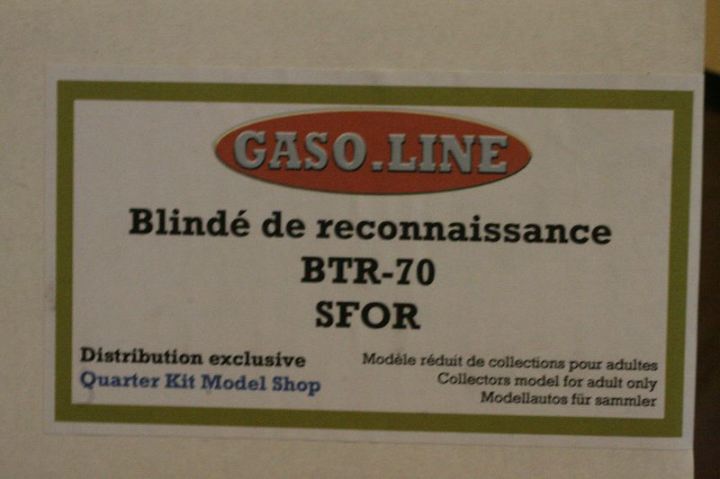 GASO.LINE
Blindé de reconnaissance
BTR-70
SFOR
Distribution exclusive
Quarter Kit Model Shop
Modèle réduit de collections pour adultes
Collectors model for adult only
Modellautos für sammler